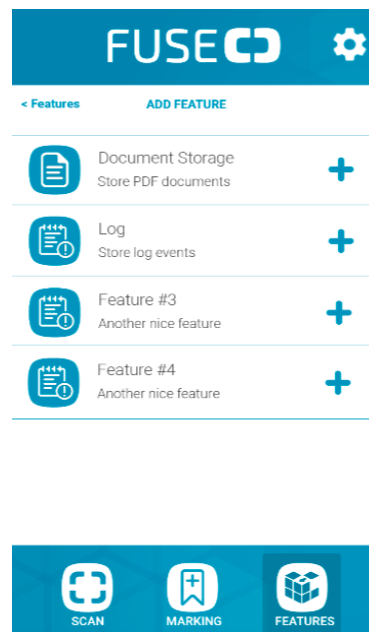 FUSE
< Features
ADD FEATURE
Document Storage
Store PDF documents
Log
Store log events
Feature #3
Another nice feature
Feature #4
Another nice feature
SCAN
MARKING
FEATURES